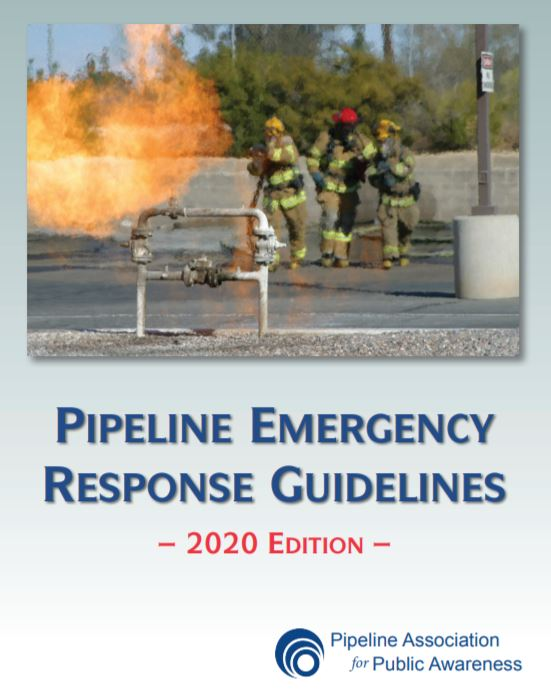 PIPELINE EMERGENCY
RESPONSE GUIDELINES
– 2020 EDITION –
Pipeline Association
for Public Awareness